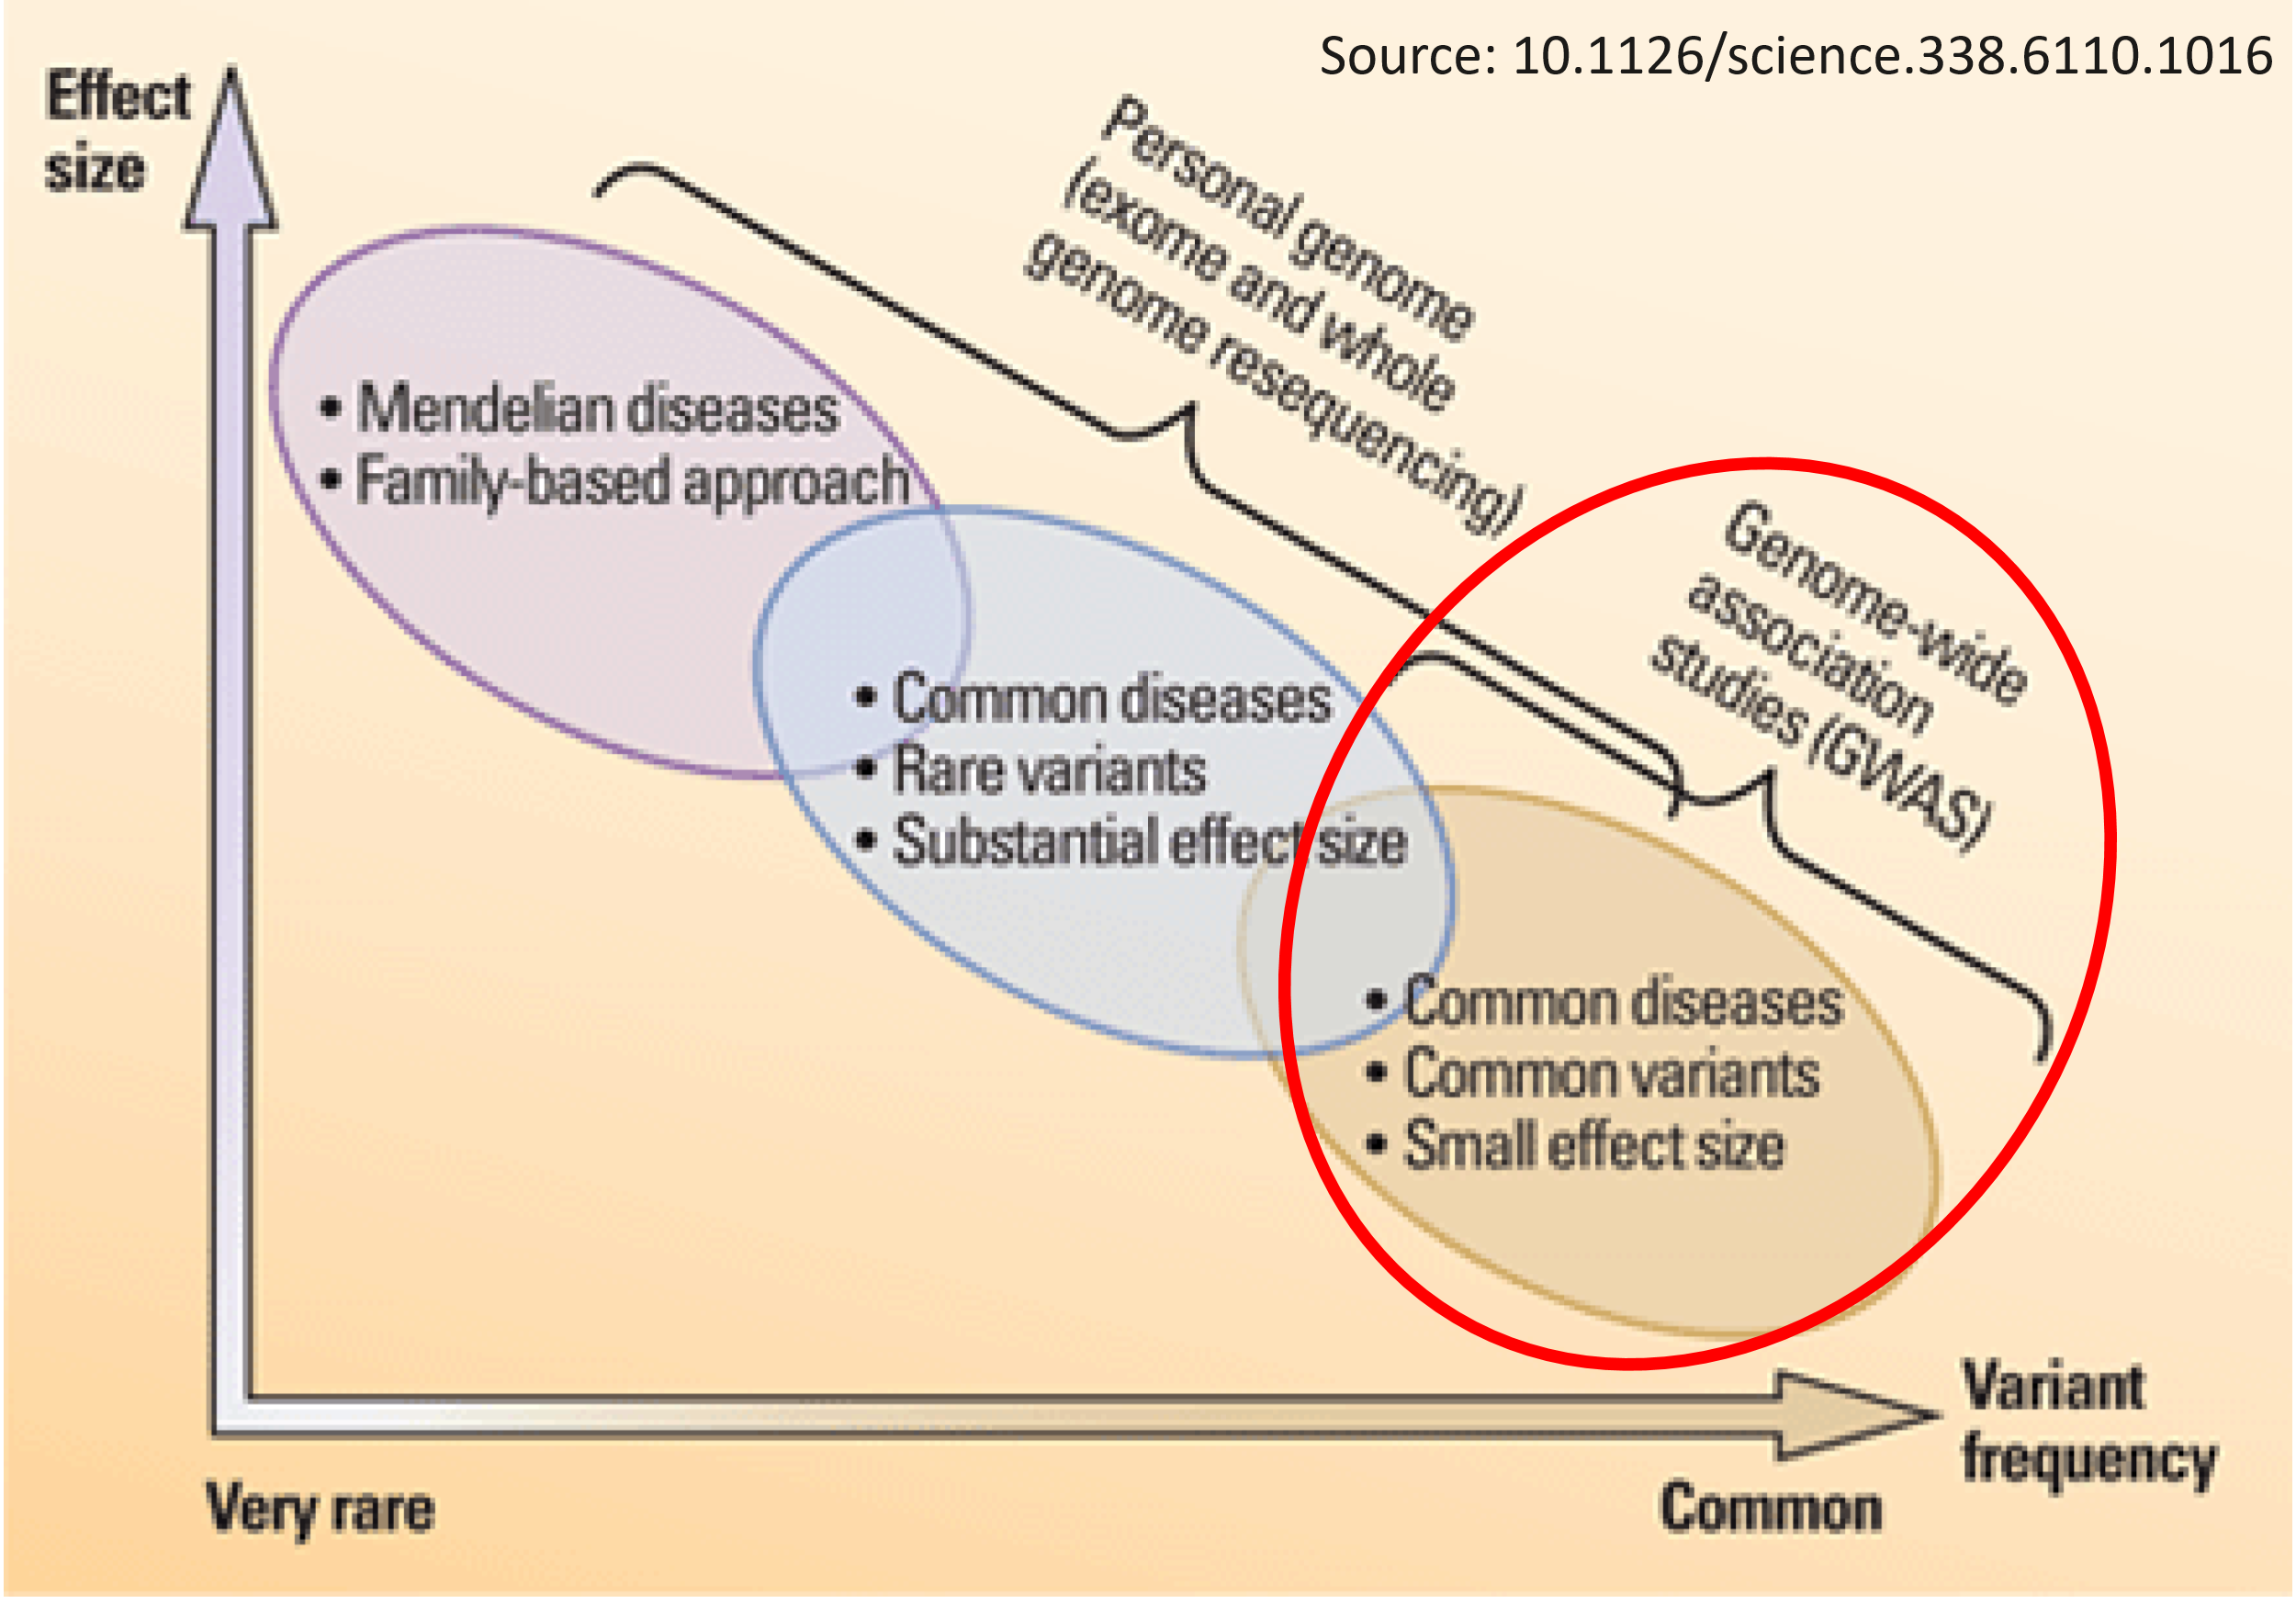 Source: 10.1126/science.338.6110.1016
Effect
size
Personal genome
(exome and whole
genome resequencing)
Genome-wide
association
studies (GWAS)
• Mendelian diseases
• Family-based approach
• Common diseases
• Rare variants
• Substantial effect size
• Common diseases
• Common variants
• Small effect size
Variant
frequency
Very rare
Common